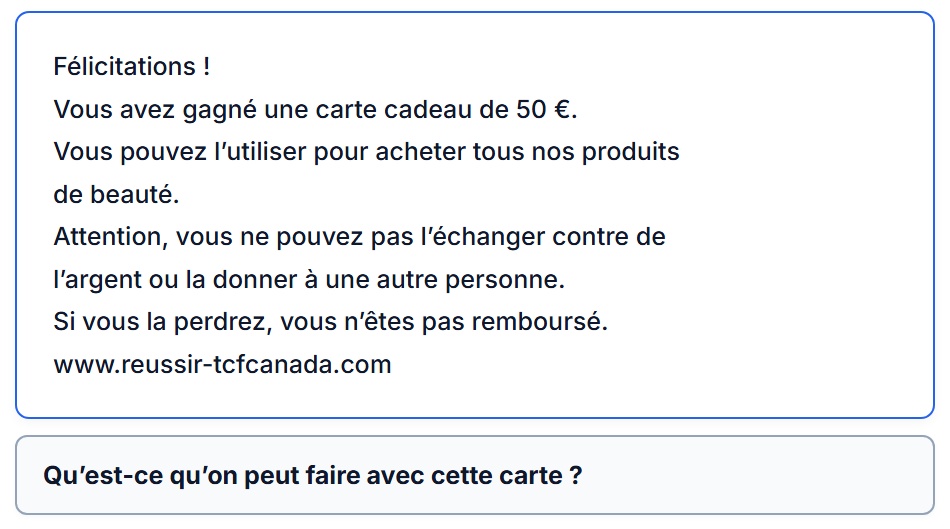 Félicitations !
Vous avez gagné une carte cadeau de 50 €.
Vous pouvez l’utiliser pour acheter tous nos produits
de beauté.
Attention, vous ne pouvez pas l’échanger contre de
l’argent ou la donner à une autre personne.
Si vous la perdrez, vous n’êtes pas remboursé.
www.reussir-tcfcanada.com
Qu’est-ce qu’on peut faire avec cette carte ?